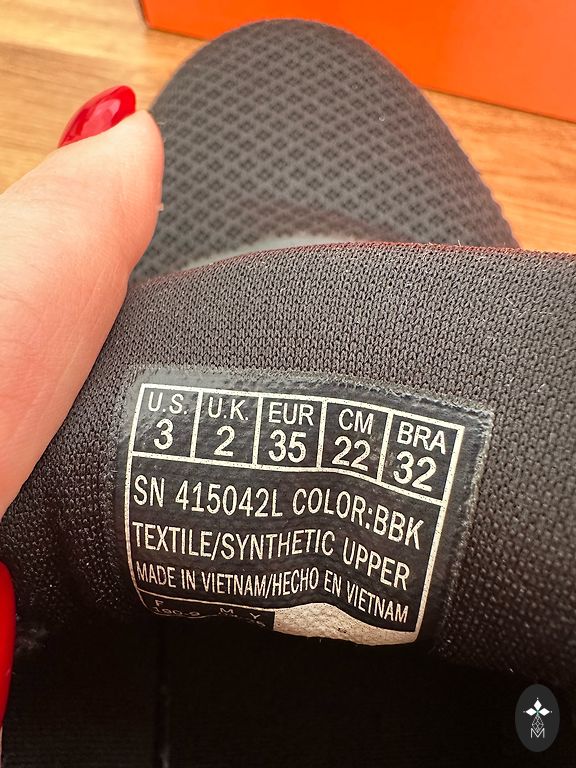 U.S. U.K. EUR CM BRA
3 2 35 22 32
SN 415042L COLOR:BBK
TEXTILE/SYNTHETIC UPPER
MADE IN VIETNAM/HECHO EN VIETNAM
F M Y
M